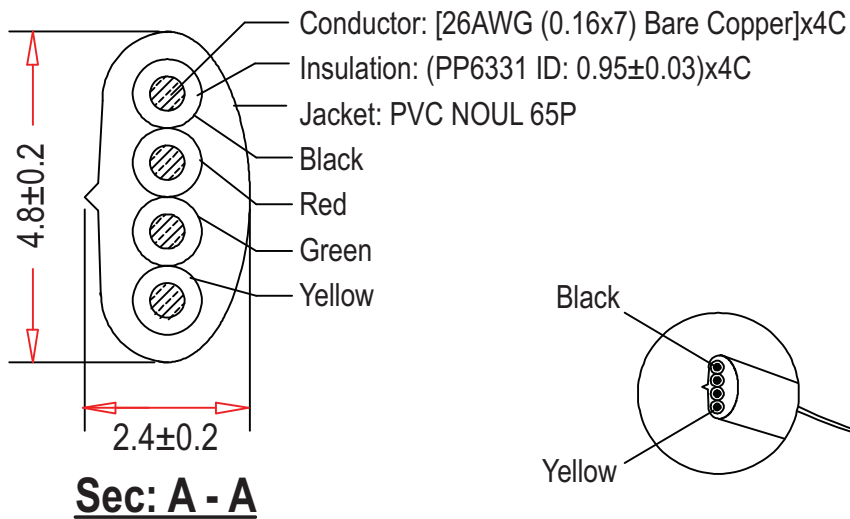 Conductor: [26AWG (0.16x7) Bare Copper]x4C
Insulation: (PP6331 ID: 0.95±0.03)x4C
Jacket: PVC NOUL 65P
Black
Red
Green
Yellow
4.8±0.2
2.4±0.2
Sec: A - A
Black
Yellow